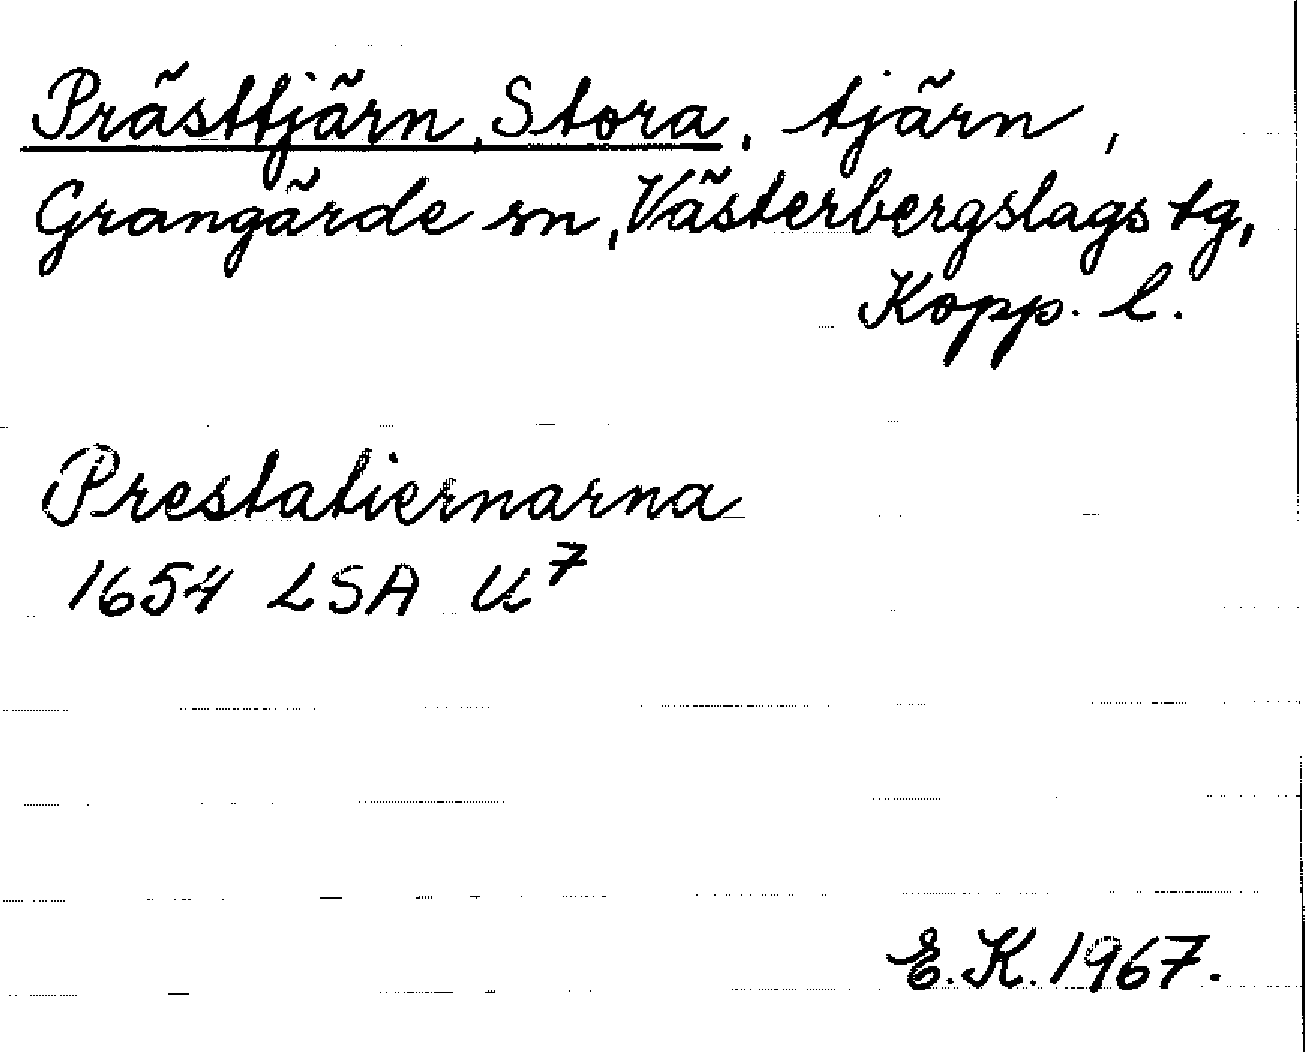 Prästtjärn, Stora, tjärn,
Grangärde sn, Västerbergslags tg,
Kopp. l.
Prestatiernarna
1654 LSA U7
E.K. 1967.